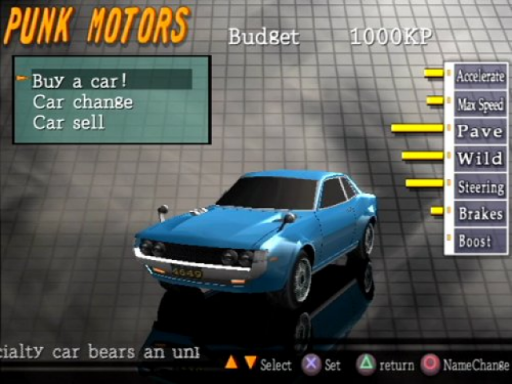 PUNK MOTORS
Budget 1000KP
Buy a car!
Car change
Car sell
Accelerate
Max Speed
Pave
Wild
Steering
Brakes
Boost
4649
cialty car bears an uni
Select Set return NameChange